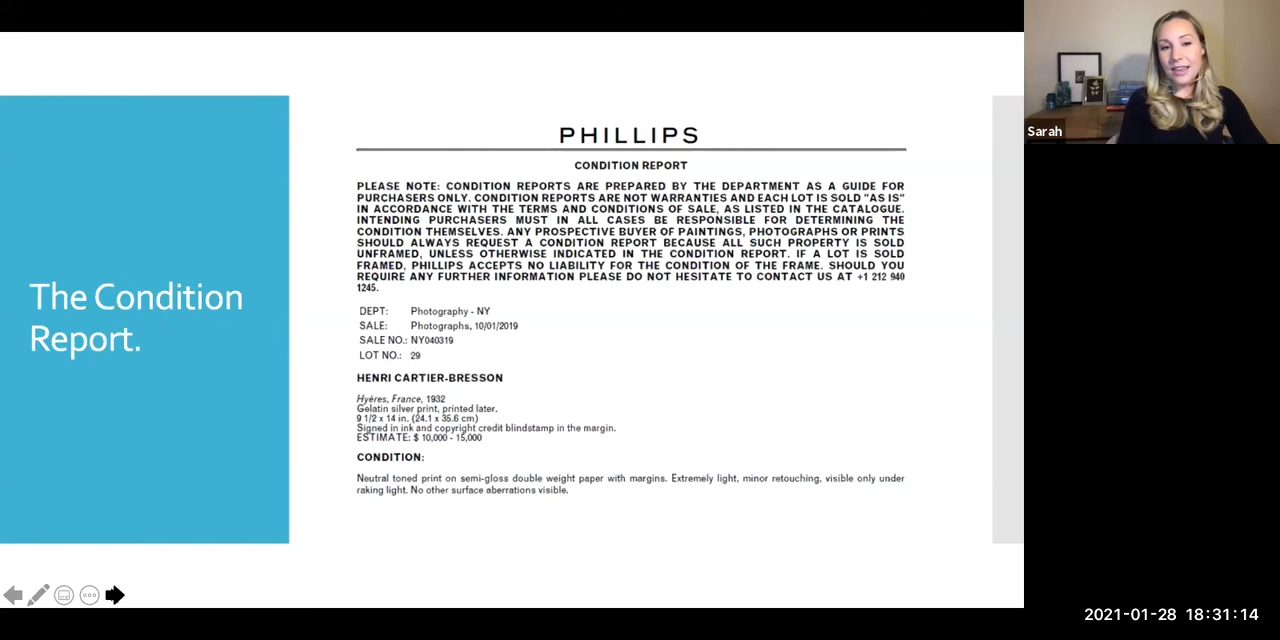 The Condition
Report.
PHILLIPS
CONDITION REPORT
PLEASE NOTE: CONDITION REPORTS ARE PREPARED BY THE DEPARTMENT AS A GUIDE FOR
PURCHASERS ONLY. CONDITION REPORTS ARE NOT WARRANTIES AND EACH LOT IS SOLD "AS IS"
IN ACCORDANCE WITH THE TERMS AND CONDITIONS OF SALE, AS LISTED IN THE CATALOGUE.
INTENDING PURCHASERS MUST IN ALL CASES BE RESPONSIBLE FOR DETERMINING THE
CONDITION THEMSELVES. ANY PROSPECTIVE BUYER OF PAINTINGS, PHOTOGRAPHS OR PRINTS
SHOULD ALWAYS REQUEST A CONDITION REPORT BECAUSE ALL SUCH PROPERTY IS SOLD
UNFRAMED, UNLESS OTHERWISE INDICATED IN THE CONDITION REPORT. IF A LOT IS SOLD
FRAMED, PHILLIPS ACCEPTS NO LIABILITY FOR THE CONDITION OF THE FRAME. SHOULD YOU
REQUIRE ANY FURTHER INFORMATION PLEASE DO NOT HESITATE TO CONTACT US AT +1 212 940
1245.
DEPT: Photography - NY
SALE: Photographs, 10/01/2019
SALE NO.: NY040319
LOT NO.: 29
HENRI CARTIER-BRESSON
Hyères, France, 1932
Gelatin silver print, printed later.
9 1/2 x 14 in. (24.1 x 35.6 cm)
Signed in ink and copyright credit blindstamp in the margin.
ESTIMATE: $ 10,000 - 15,000
CONDITION:
Neutral toned print on semi-gloss double weight paper with margins. Extremely light, minor retouching, visible only under
raking light. No other surface aberrations visible.
Sarah
2021-01-28 18:31:14